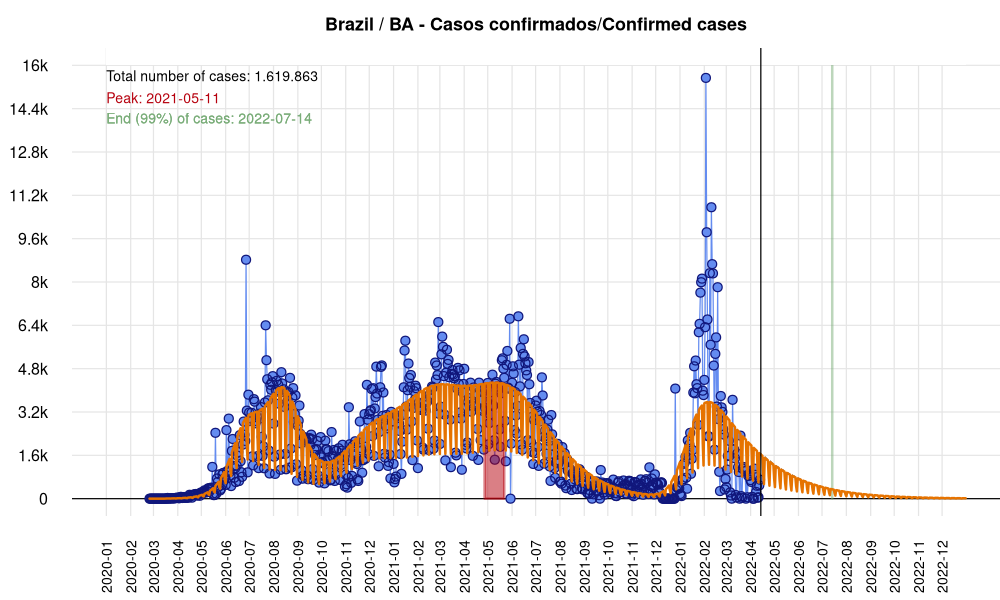 Brazil / BA - Casos confirmados/Confirmed cases
Total number of cases: 1.619.863
Peak: 2021-05-11
End (99%) of cases: 2022-07-14
16k
14.4k
12.8k
11.2k
9.6k
8k
6.4k
4.8k
3.2k
1.6k
0
2020-01
2020-02
2020-03
2020-04
2020-05
2020-06
2020-07
2020-08
2020-09
2020-10
2020-11
2020-12
2021-01
2021-02
2021-03
2021-04
2021-05
2021-06
2021-07
2021-08
2021-09
2021-10
2021-11
2021-12
2022-01
2022-02
2022-03
2022-04
2022-05
2022-06
2022-07
2022-08
2022-09
2022-10
2022-11
2022-12